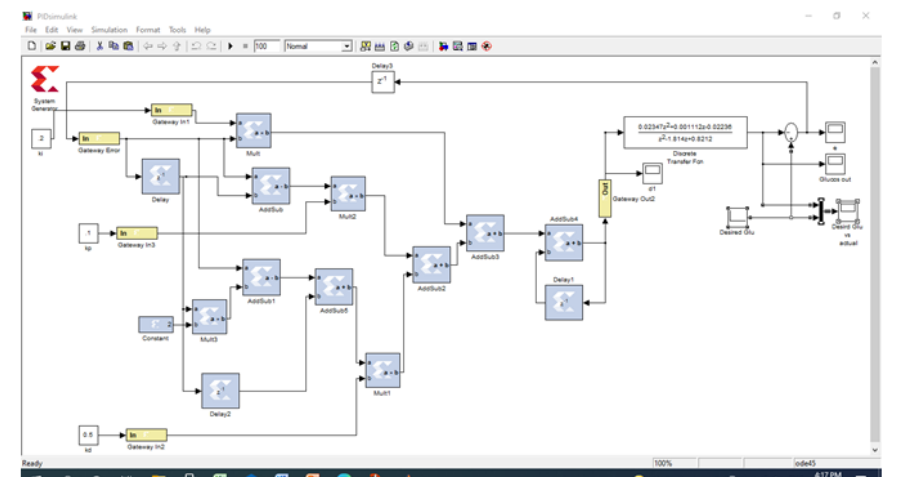 PIDsimulink
File Edit View Simulation Format Tools Help
100 Normal
System
Generator
Delay3
z-1
In
Gateway In1
.2
ki
In
Gateway Error
a
b
a × b
Mult
z-1
Delay
a
b
a - b
AddSub
a
b
a × b
Mult2
.1
kp
In
Gateway In3
a
b
a - b
AddSub1
a
b
a + b
AddSub5
2
Constant
a
b
Mult3
z-1
Delay2
a
b
a × b
Mult1
0.5
kd
In
Gateway In2
a
b
a + b
AddSub2
a
b
a + b
AddSub3
AddSub4
a
b
a + b
Delay1
z-1
Out
Gateway Out2
0.02347z2+0.001112z-0.02236
z2-1.814z+0.8212
Discrete
Transfer Fcn
e
Desired Glu
Desird Glu
vs
actual
Ready
100%
ode45
4:17 PM